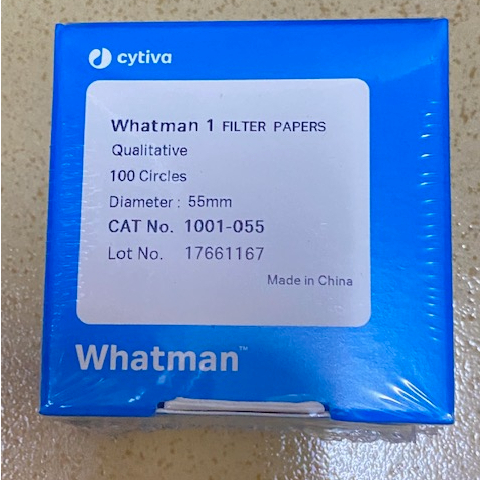 cytiva
Whatman 1 FILTER PAPERS
Qualitative
100 Circles
Diameter: 55mm
CAT No. 1001-055
Lot No. 17661167
Made in China
Whatman™